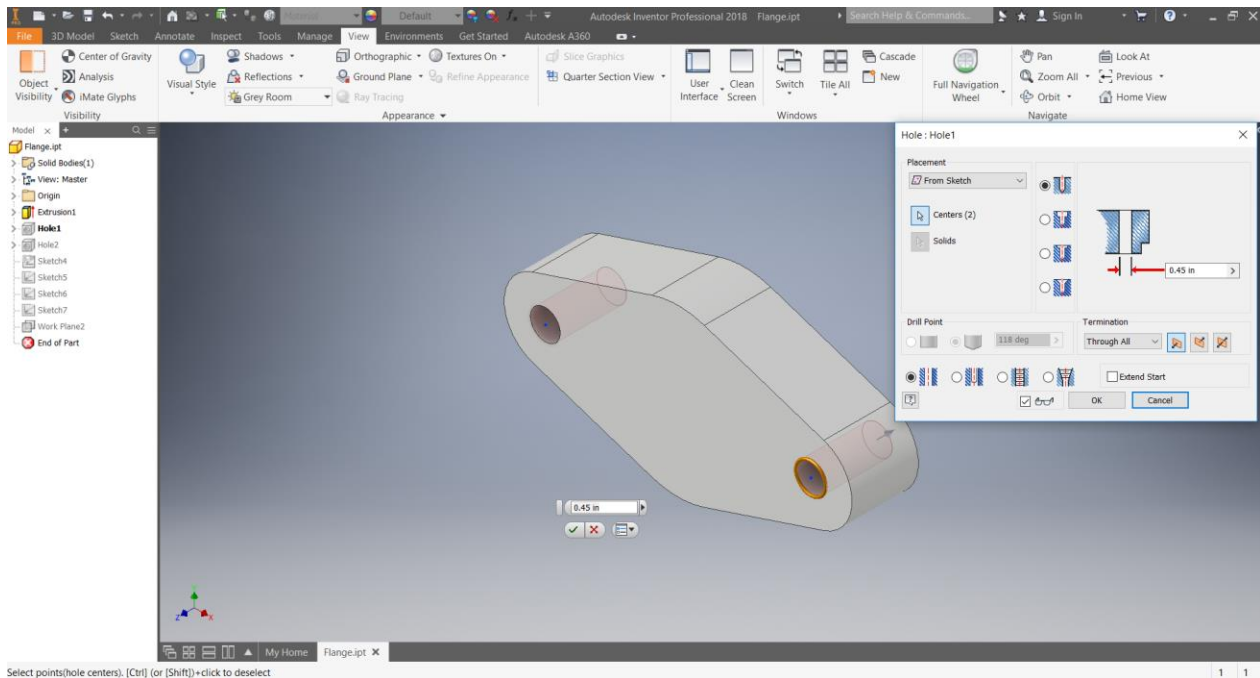 PRO
Material
Default
Autodesk Inventor Professional 2018 Flange.ipt
Search Help & Commands...
Sign In
File 3D Model Sketch Annotate Inspect Tools Manage View Environments Get Started Autodesk A360
Object
Visibility
Center of Gravity
Analysis
iMate Glyphs
Visibility
Visual Style
Shadows
Reflections
Grey Room
Orthographic
Ground Plane
Ray Tracing
Textures On
Refine Appearance
Appearance
Slice Graphics
Quarter Section View
User
Interface
Clean
Screen
Switch
Tile All
Cascade
New
Windows
Full Navigation
Wheel
Pan
Zoom All
Orbit
Look At
Previous
Home View
Navigate
Model
Flange.ipt
Solid Bodies(1)
View: Master
Origin
Extrusion1
Hole1
Hole2
Sketch4
Sketch5
Sketch6
Sketch7
Work Plane2
End of Part
Hole : Hole1
Placement
From Sketch
Centers (2)
Solids
0.45 in
Drill Point
118 deg
Termination
Through All
Extend Start
OK
Cancel
0.45 in
Y
Z
X
My Home
Flange.ipt
Select points(hole centers). [Ctrl] (or [Shift])+click to deselect
1 1